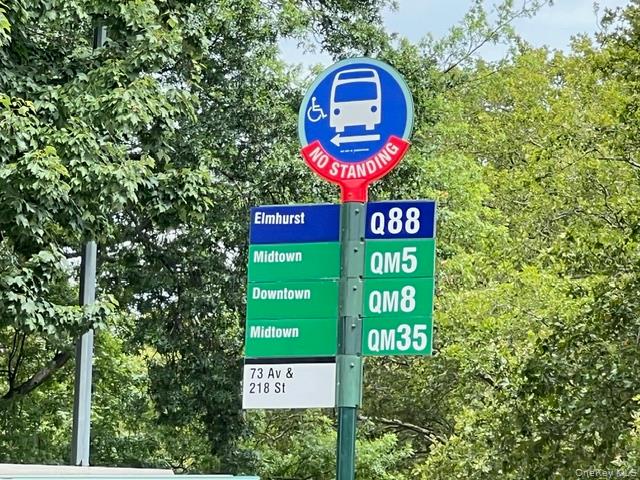 NO STANDING
Elmhurst Q88
Midtown QM5
Downtown QM8
Midtown QM35
73 Av &
218 St
OneKey MLS